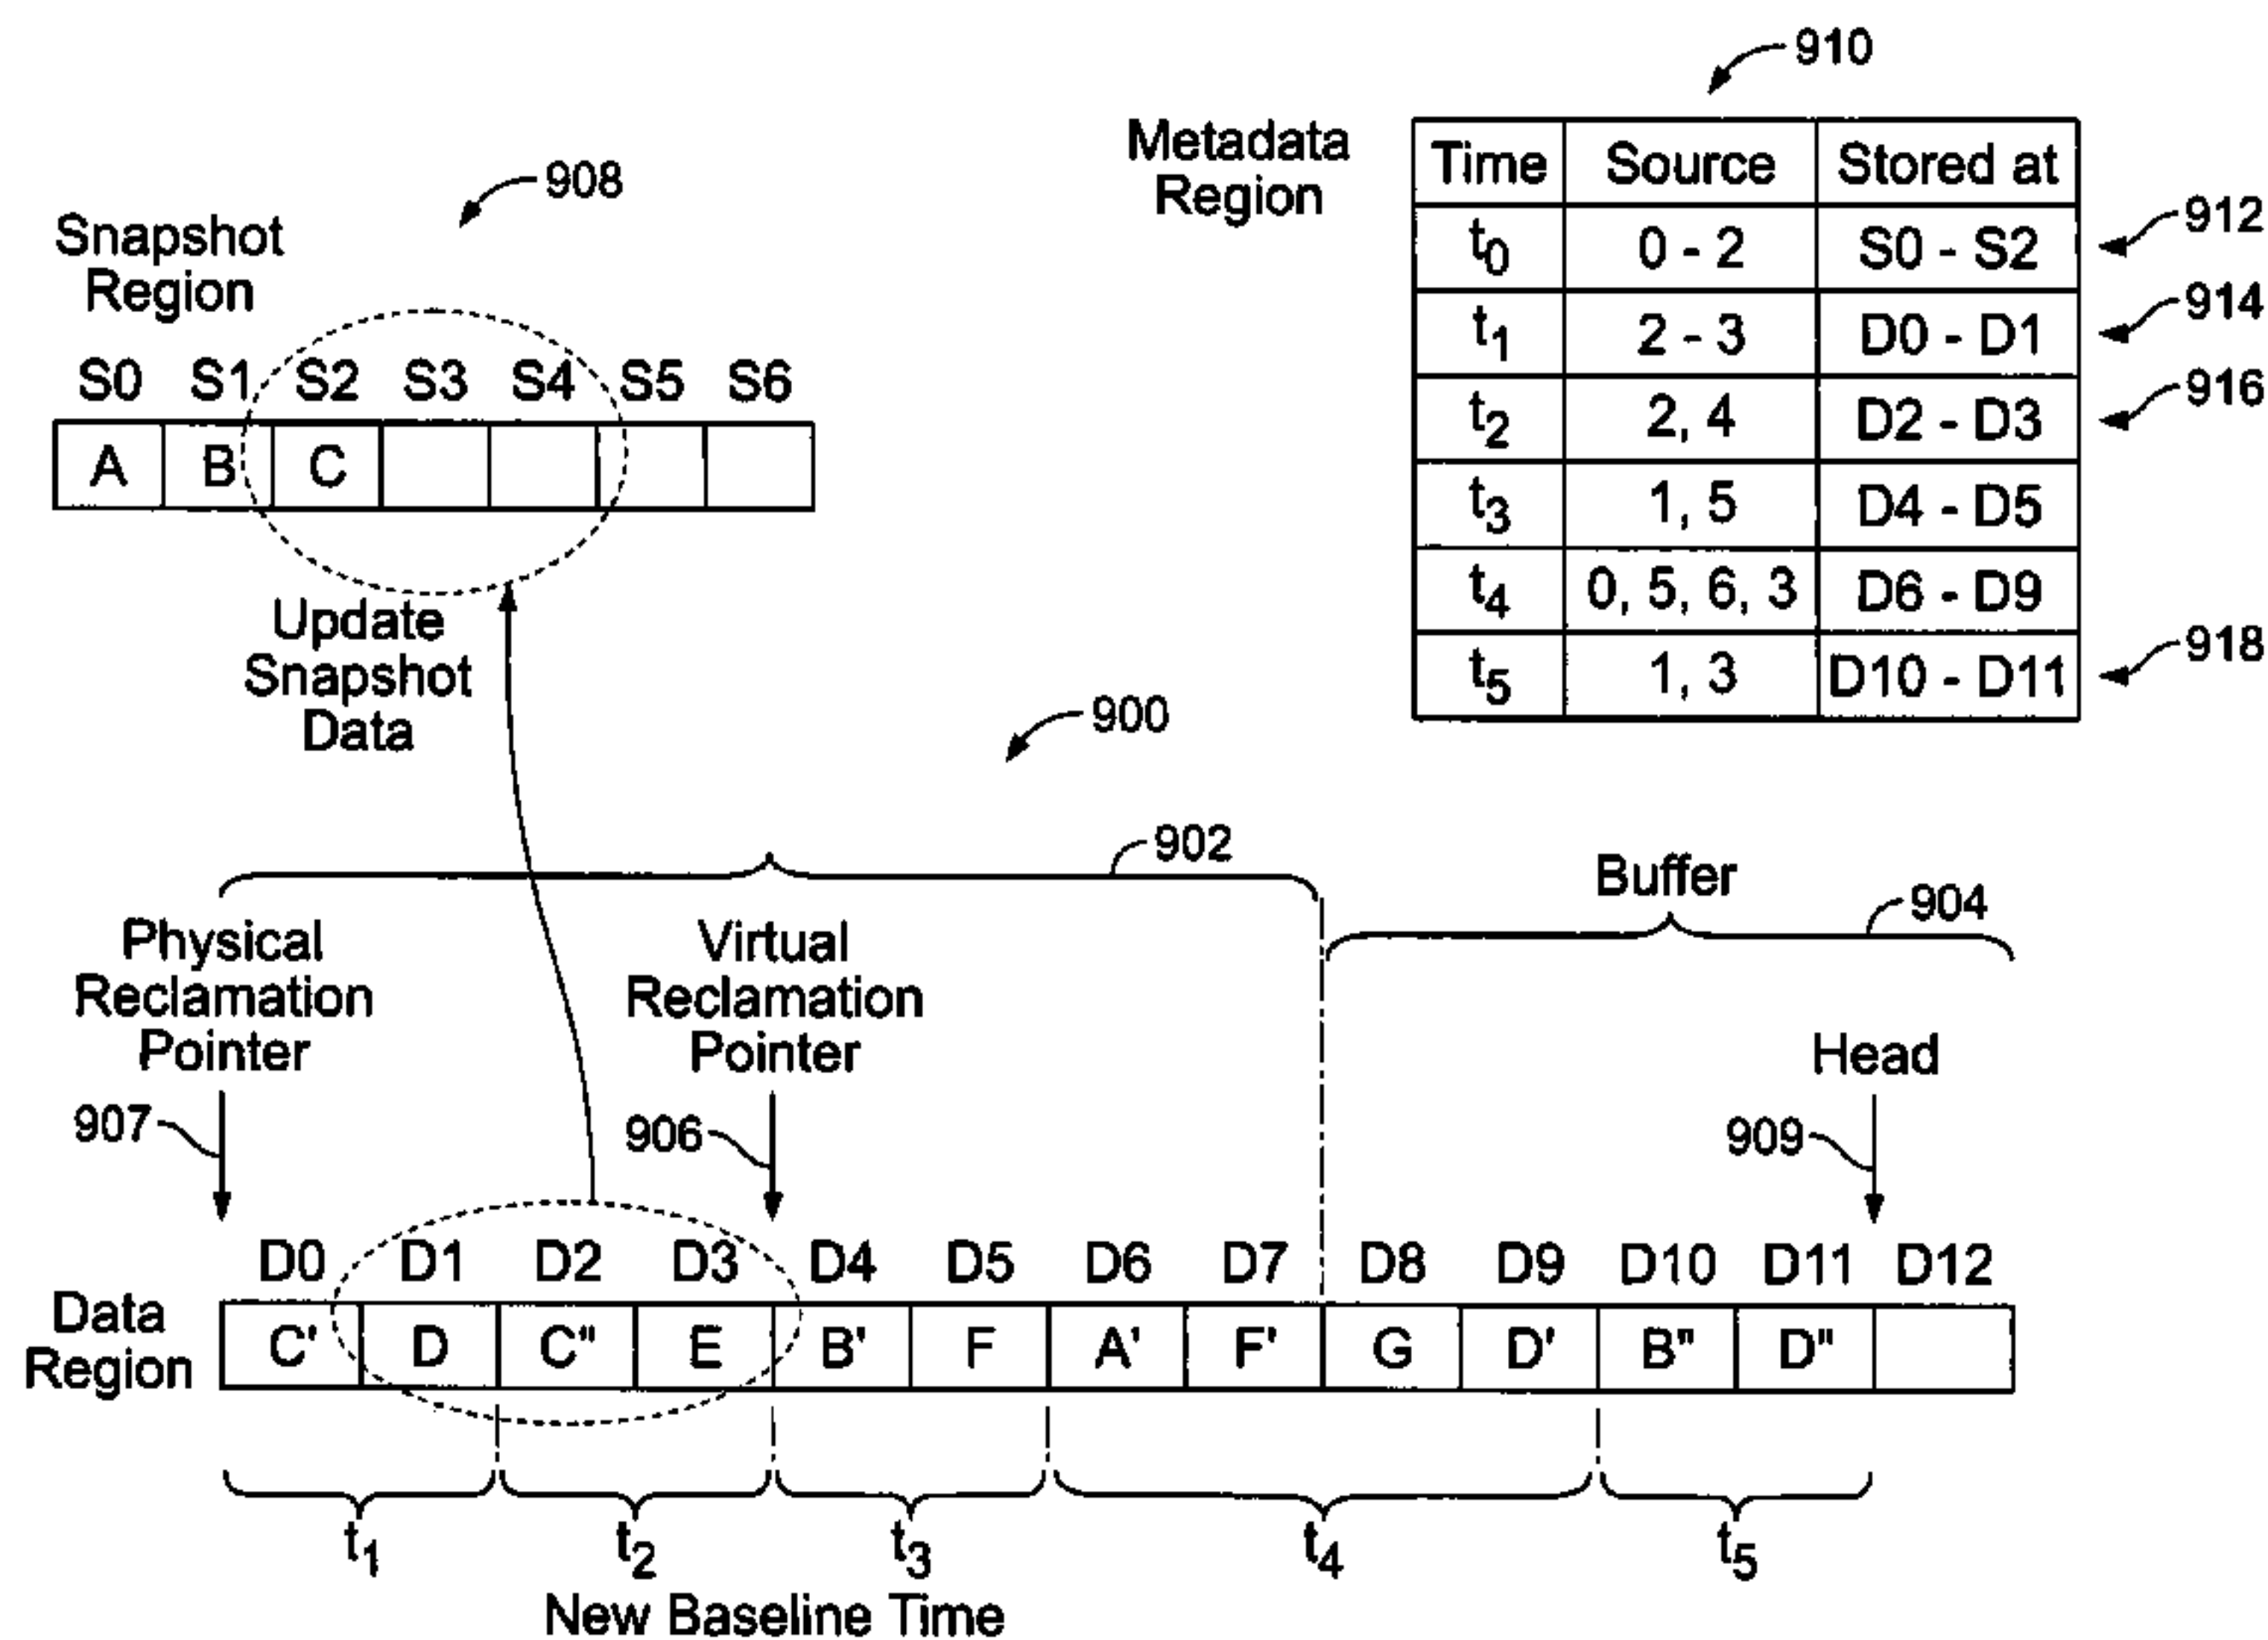 910
Metadata
Region
Time Source Stored at
t0 0 - 2 S0 - S2
912
t1 2 - 3 D0 - D1
914
t2 2, 4 D2 - D3
916
t3 1, 5 D4 - D5
t4 0, 5, 6, 3 D6 - D9
t5 1, 3 D10 - D11
918
908
Snapshot
Region
S0 S1 S2 S3 S4 S5 S6
A B C
Update
Snapshot
Data
900
902
Buffer
904
Physical
Reclamation
Pointer
907
Virtual
Reclamation
Pointer
906
Head
909
D0 D1 D2 D3 D4 D5 D6 D7 D8 D9 D10 D11 D12
Data
Region
C' D C" E B' F A' F' G D' B" D"
t1 t2 t3 t4 t5
New Baseline Time